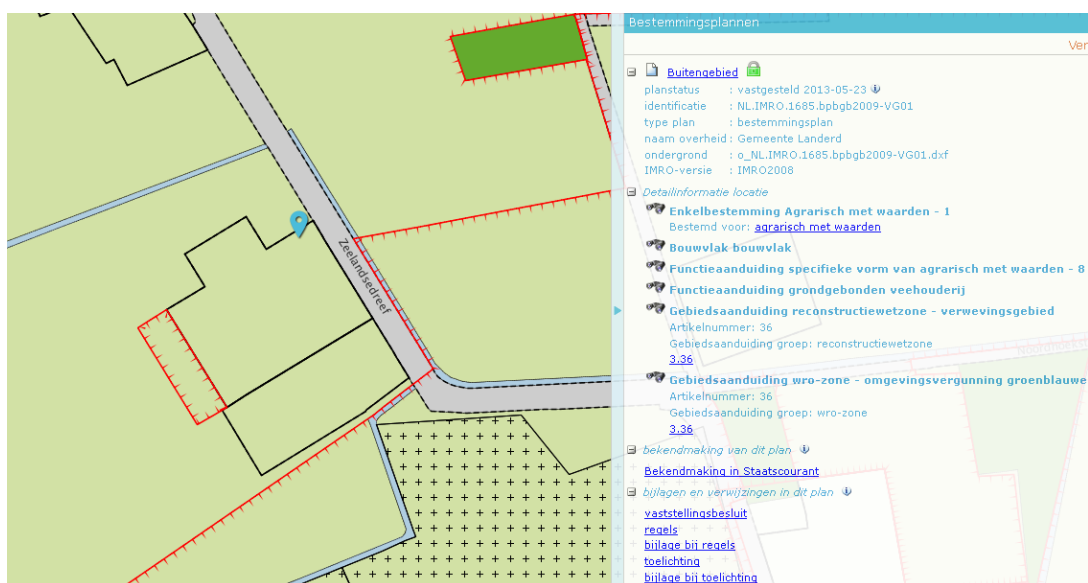 Bestemmingsplannen
Ver
Buitengebied
planstatus : vastgesteld 2013-05-23
identificatie : NL.IMRO.1685.bpbgb2009-VG01
type plan : bestemmingsplan
naam overheid : Gemeente Landerd
ondergrond : o_NL.IMRO.1685.bpbgb2009-VG01.dxf
IMRO-versie : IMRO2008
Detailinformatie locatie
Enkelbestemming Agrarisch met waarden - 1
Bestemd voor: agrarisch met waarden
Bouwvlak bouwvlak
Functieaanduiding specifieke vorm van agrarisch met waarden - 8
Functieaanduiding grondgebonden veehouderij
Gebiedsaanduiding reconstructiewetzone - verwevingsgebied
Artikelnummer: 36
Gebiedsaanduiding groep: reconstructiewetzone
3.36
Gebiedsaanduiding wro-zone - omgevingsvergunning groenblauwe
Artikelnummer: 36
Gebiedsaanduiding groep: wro-zone
3.36
bekendmaking van dit plan
Bekendmaking in Staatscourant
bijlagen en verwijzingen in dit plan
vaststellingsbesluit
regels
bijlage bij regels
toelichting
bijlage bij toelichting
Zeelandsedreef